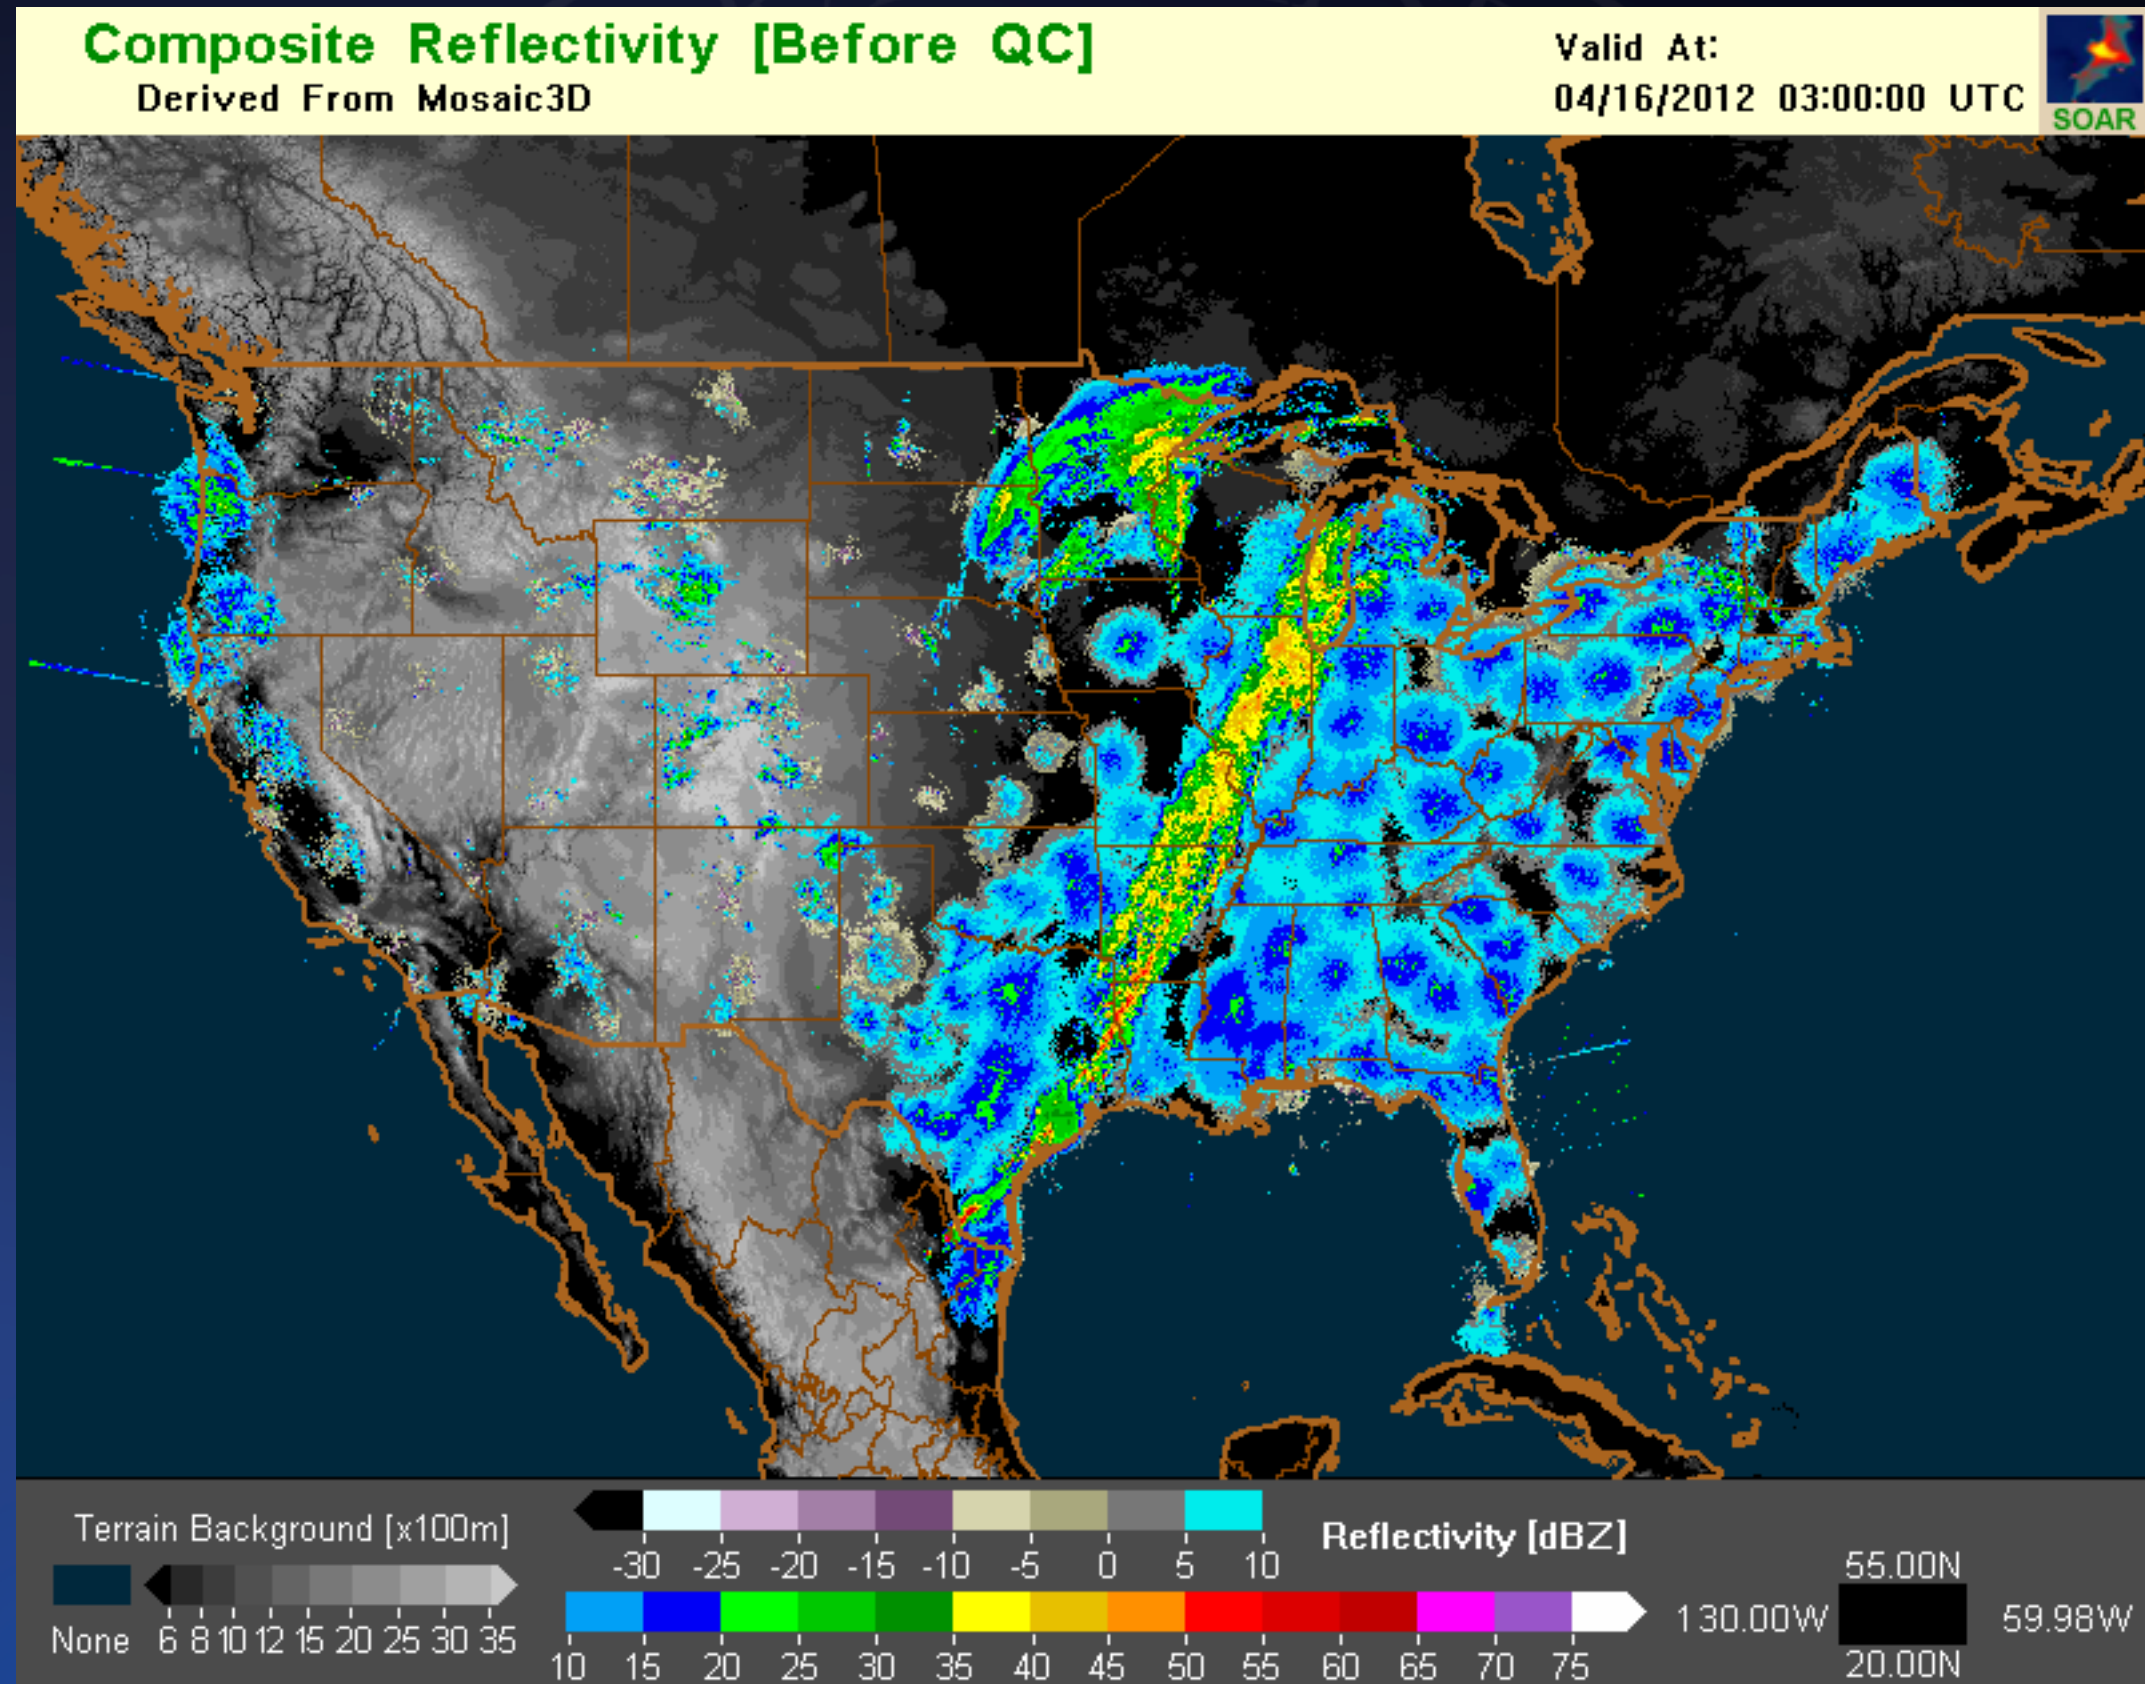 Composite Reflectivity [Before QC]
Derived From Mosaic3D
Valid At:
04/16/2012 03:00:00 UTC
SOAR
Terrain Background [x100m]
None 6 8 10 12 15 20 25 30 35
-30 -25 -20 -15 -10 -5 0 5 10
Reflectivity [dBZ]
10 15 20 25 30 35 40 45 50 55 60 65 70 75
55.00N
130.00W 59.98W
20.00N